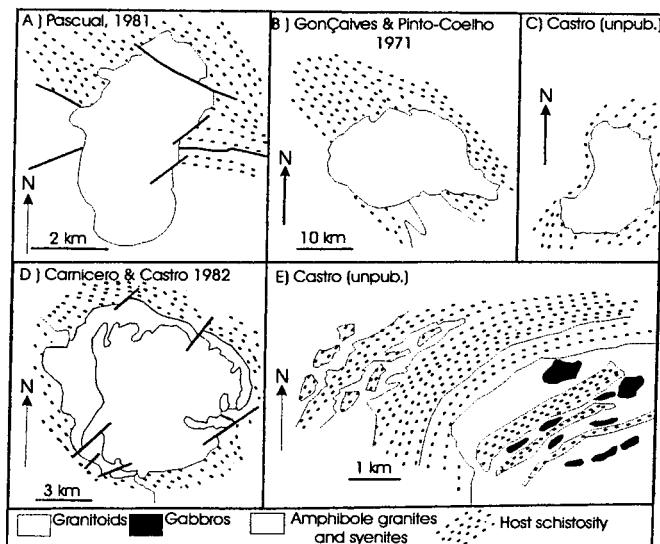 A ) Pascual, 1981
N
2 km
B ) GonÇalves & Pinto-Coelho
1971
N
10 km
C ) Castro (unpub.)
N
D ) Carnicero & Castro 1982
N
3 km
E) Castro (unpub.)
N
1 km
Granitoids
Gabbros
Amphibole granites
and syenites
Host schistosity